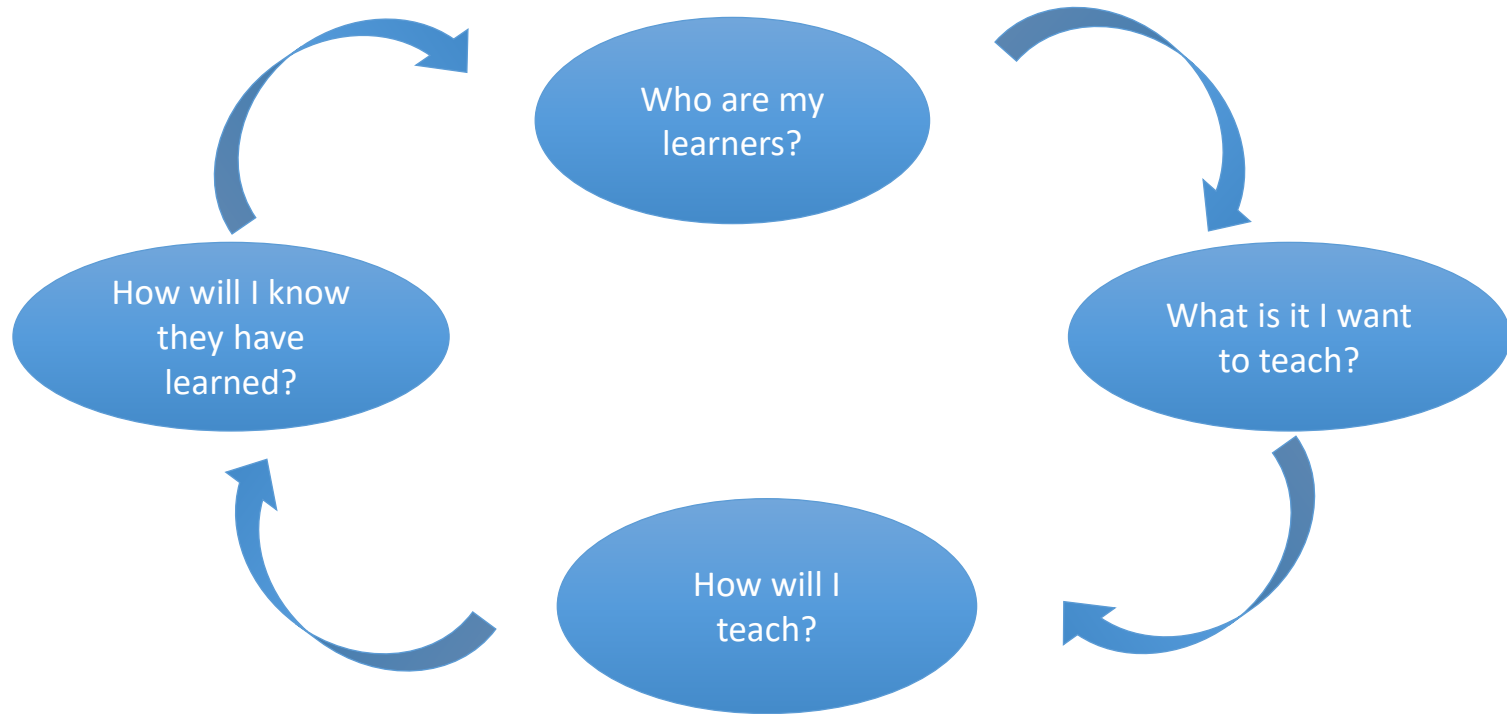 Who are my
learners?
What is it I want
to teach?
How will I
teach?
How will I know
they have
learned?